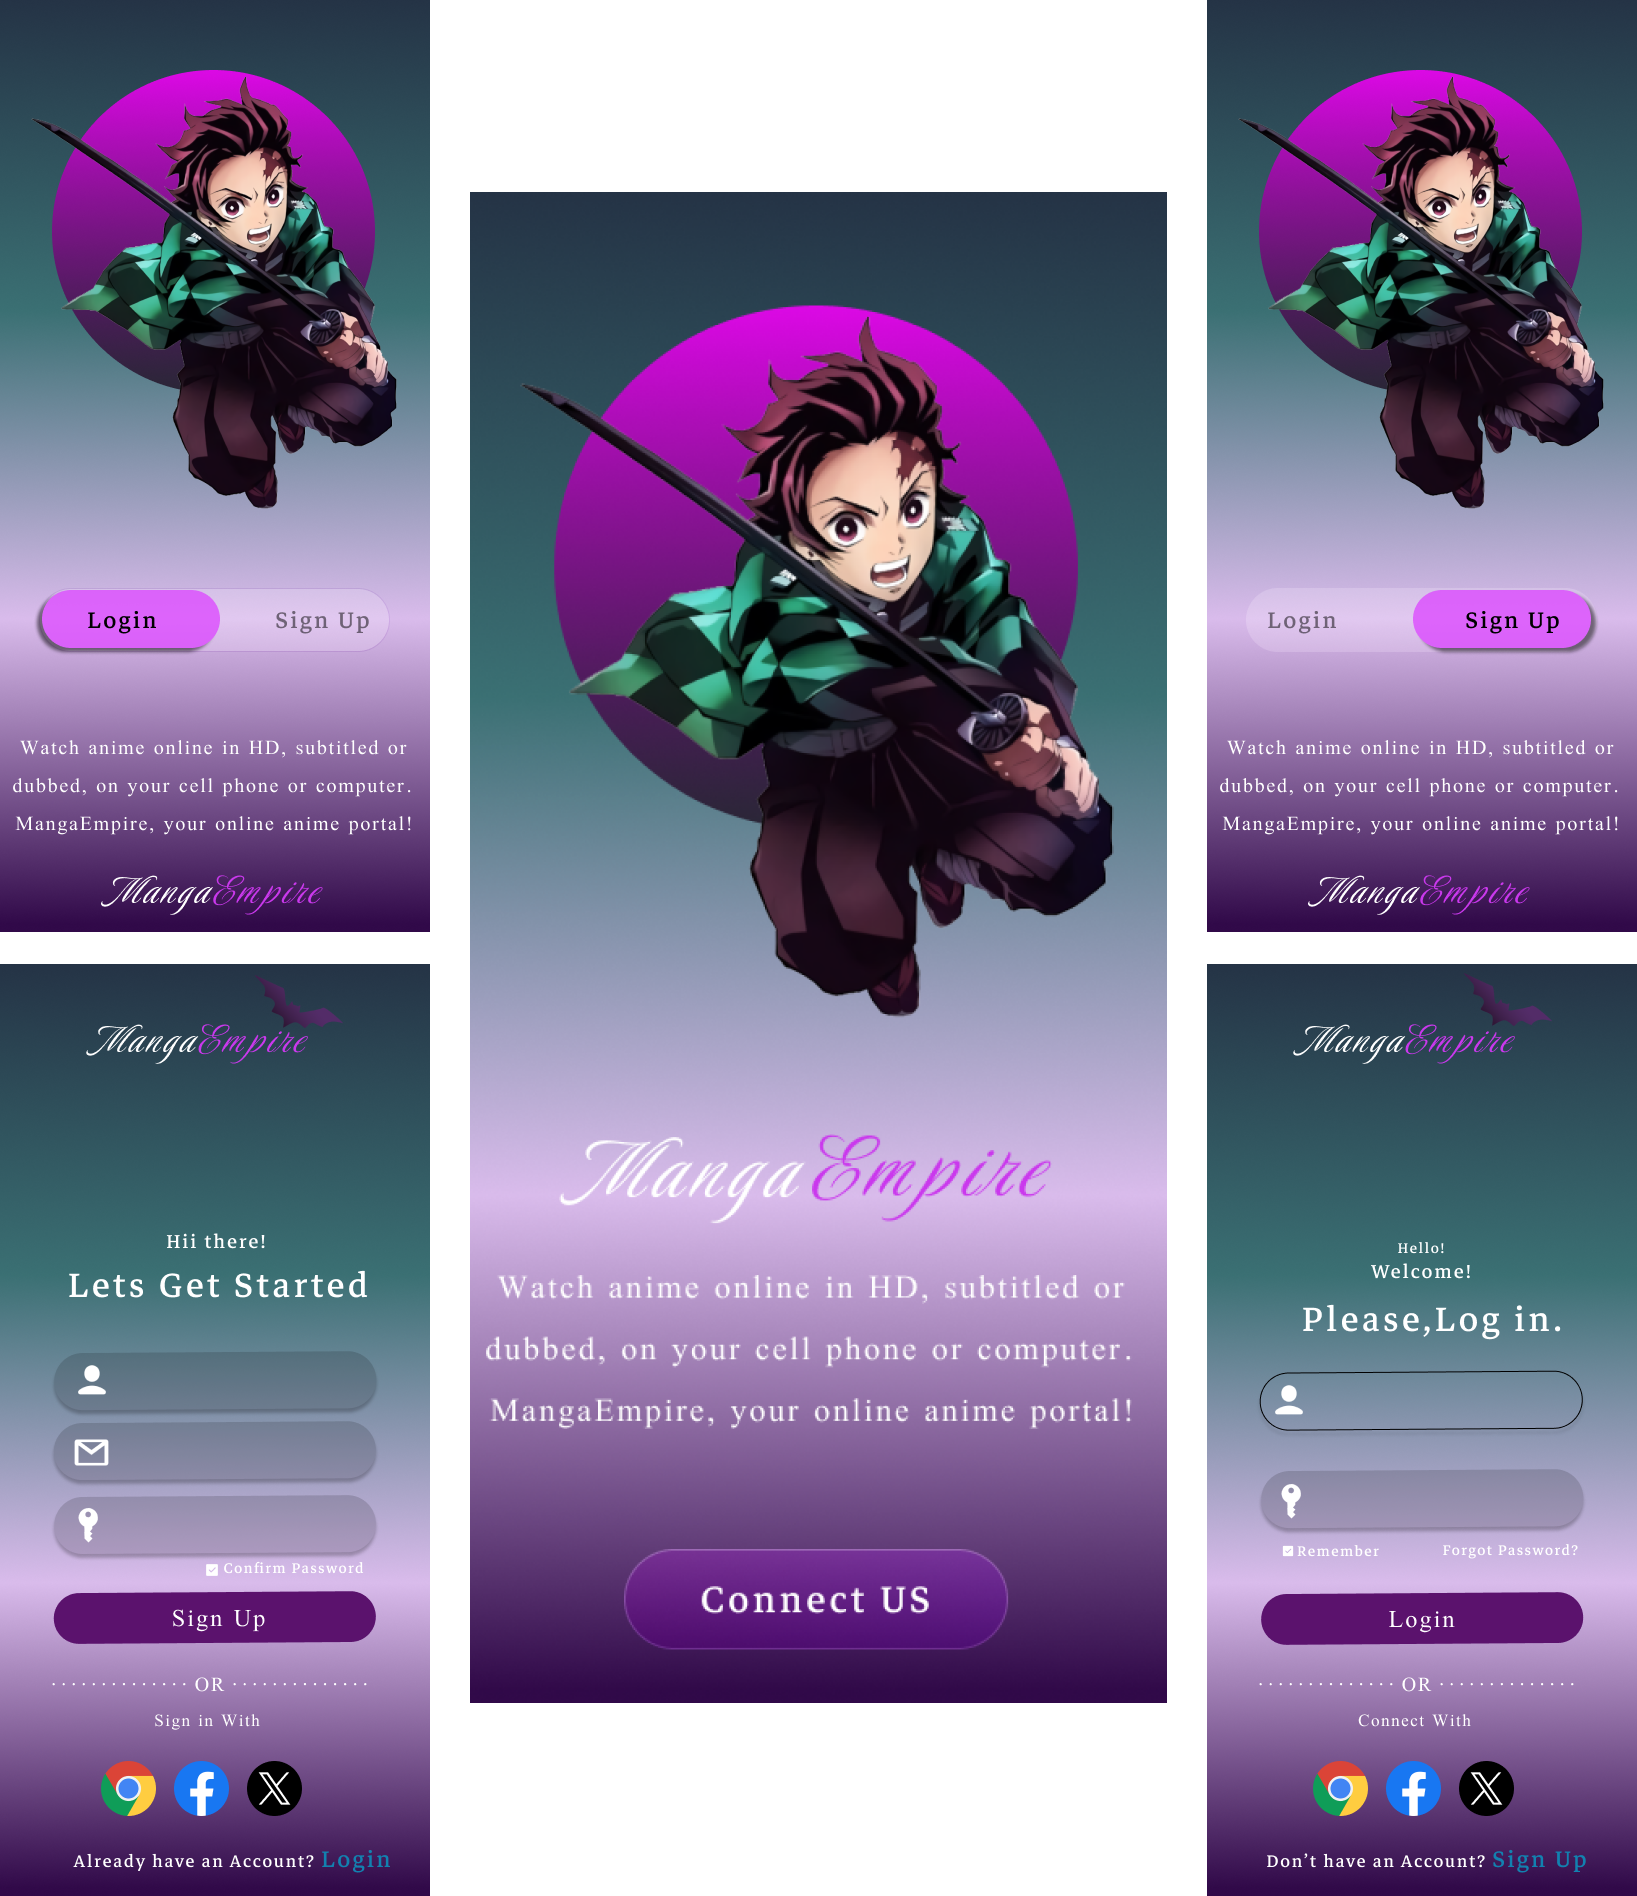 Login
Sign Up
Watch anime online in HD, subtitled or
dubbed, on your cell phone or computer.
MangaEmpire, your online anime portal!
MangaEmpire
MangaEmpire
Hii there!
Lets Get Started
Confirm Password
Sign Up
OR
Sign in With
Already have an Account? Login
MangaEmpire
Watch anime online in HD, subtitled or
dubbed, on your cell phone or computer.
MangaEmpire, your online anime portal!
Connect US
Login
Sign Up
Watch anime online in HD, subtitled or
dubbed, on your cell phone or computer.
MangaEmpire, your online anime portal!
MangaEmpire
MangaEmpire
Hello!
Welcome!
Please,Log in.
Remember
Forgot Password?
Login
OR
Connect With
Don’t have an Account? Sign Up